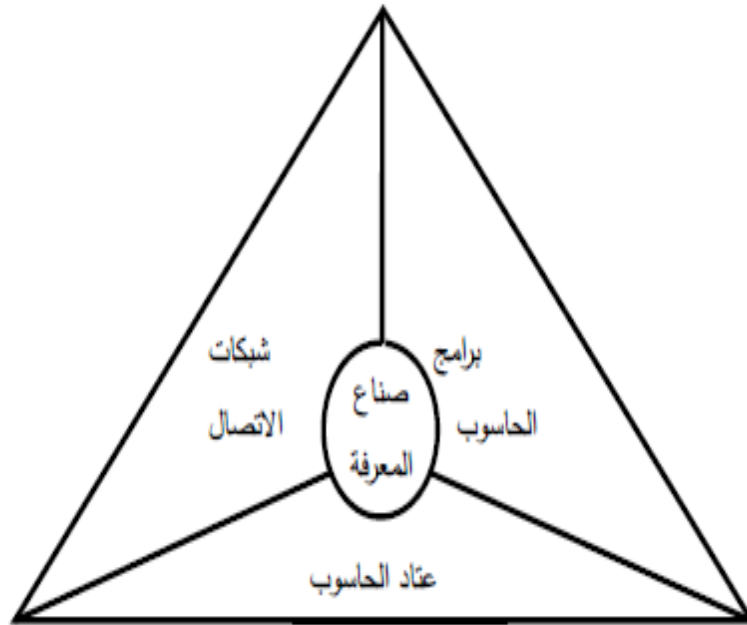 برامج
الحاسوب
صناع
المعرفة
شبكات
الاتصال
عتاد الحاسوب